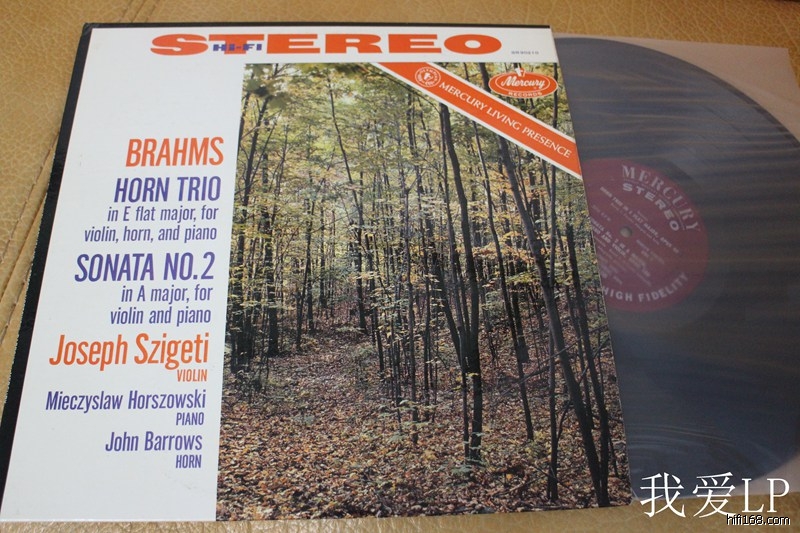 STEREO
HI-FI
MERCURY LIVING PRESENCE
Mercury
RECORDS
BRAHMS
HORN TRIO
in E flat major, for
violin, horn, and piano
SONATA NO. 2
in A major, for
violin and piano
Joseph Szigeti
VIOLIN
Mieczyslaw Horszowski
PIANO
John Barrows
HORN
MERCURY
STEREO
HIGH FIDELITY
我爱LP
hifi168.com